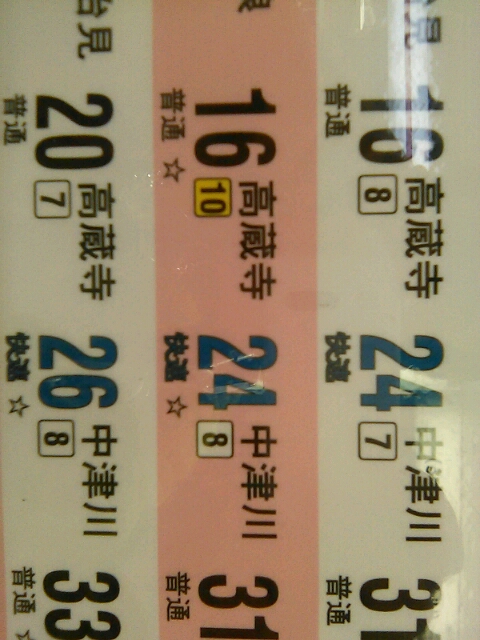 見 16 高蔵寺 24 中津川 31
普通 8 快速 7 普通
16 高蔵寺 24 中津川 31
普通 ☆ 10 快速 ☆ 8 普通
見 20 高蔵寺 26 中津川 33
普通 7 快速 ☆ 8 普通 ☆